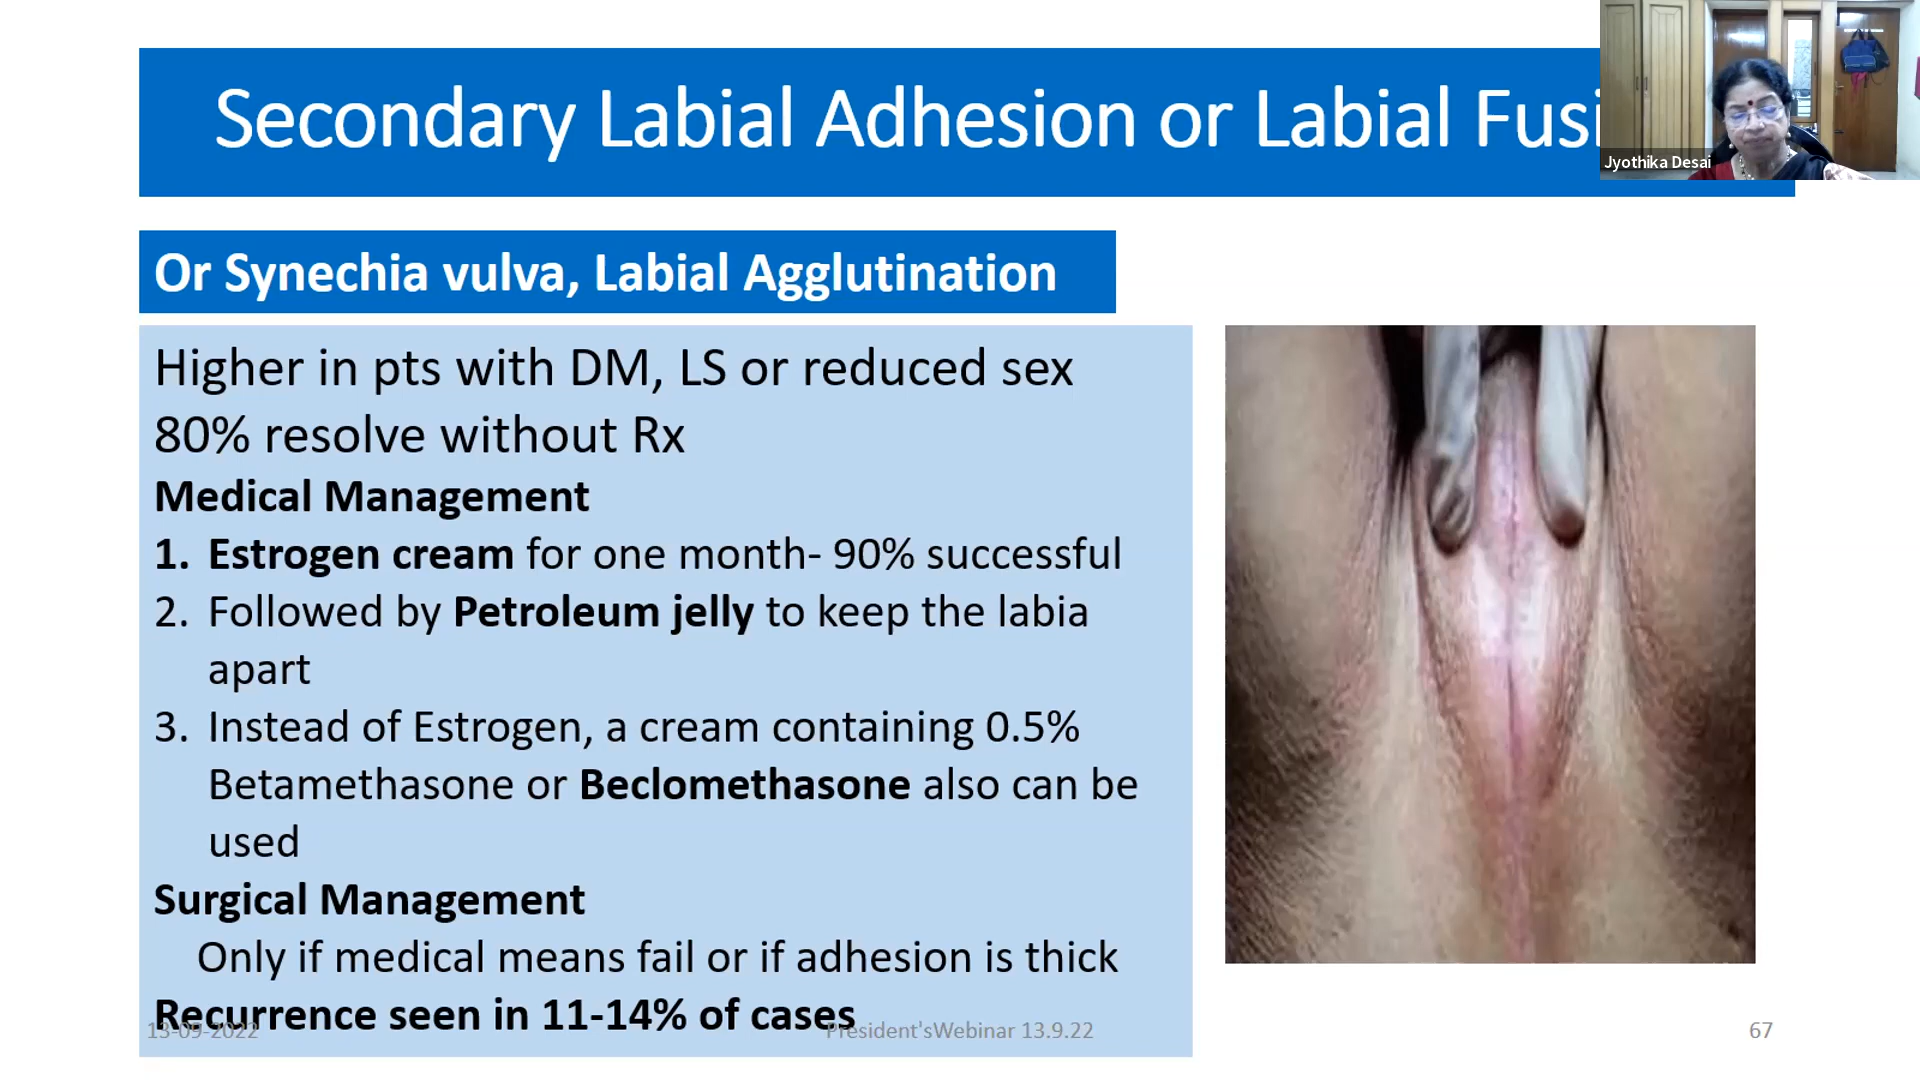 Secondary Labial Adhesion or Labial Fusi
Jyothika Desai
Or Synechia vulva, Labial Agglutination
Higher in pts with DM, LS or reduced sex
80% resolve without Rx
Medical Management
1. Estrogen cream for one month- 90% successful
2. Followed by Petroleum jelly to keep the labia
apart
3. Instead of Estrogen, a cream containing 0.5%
Betamethasone or Beclomethasone also can be
used
Surgical Management
Only if medical means fail or if adhesion is thick
Recurrence seen in 11-14% of cases
13-09-2022
President'sWebinar 13.9.22
67